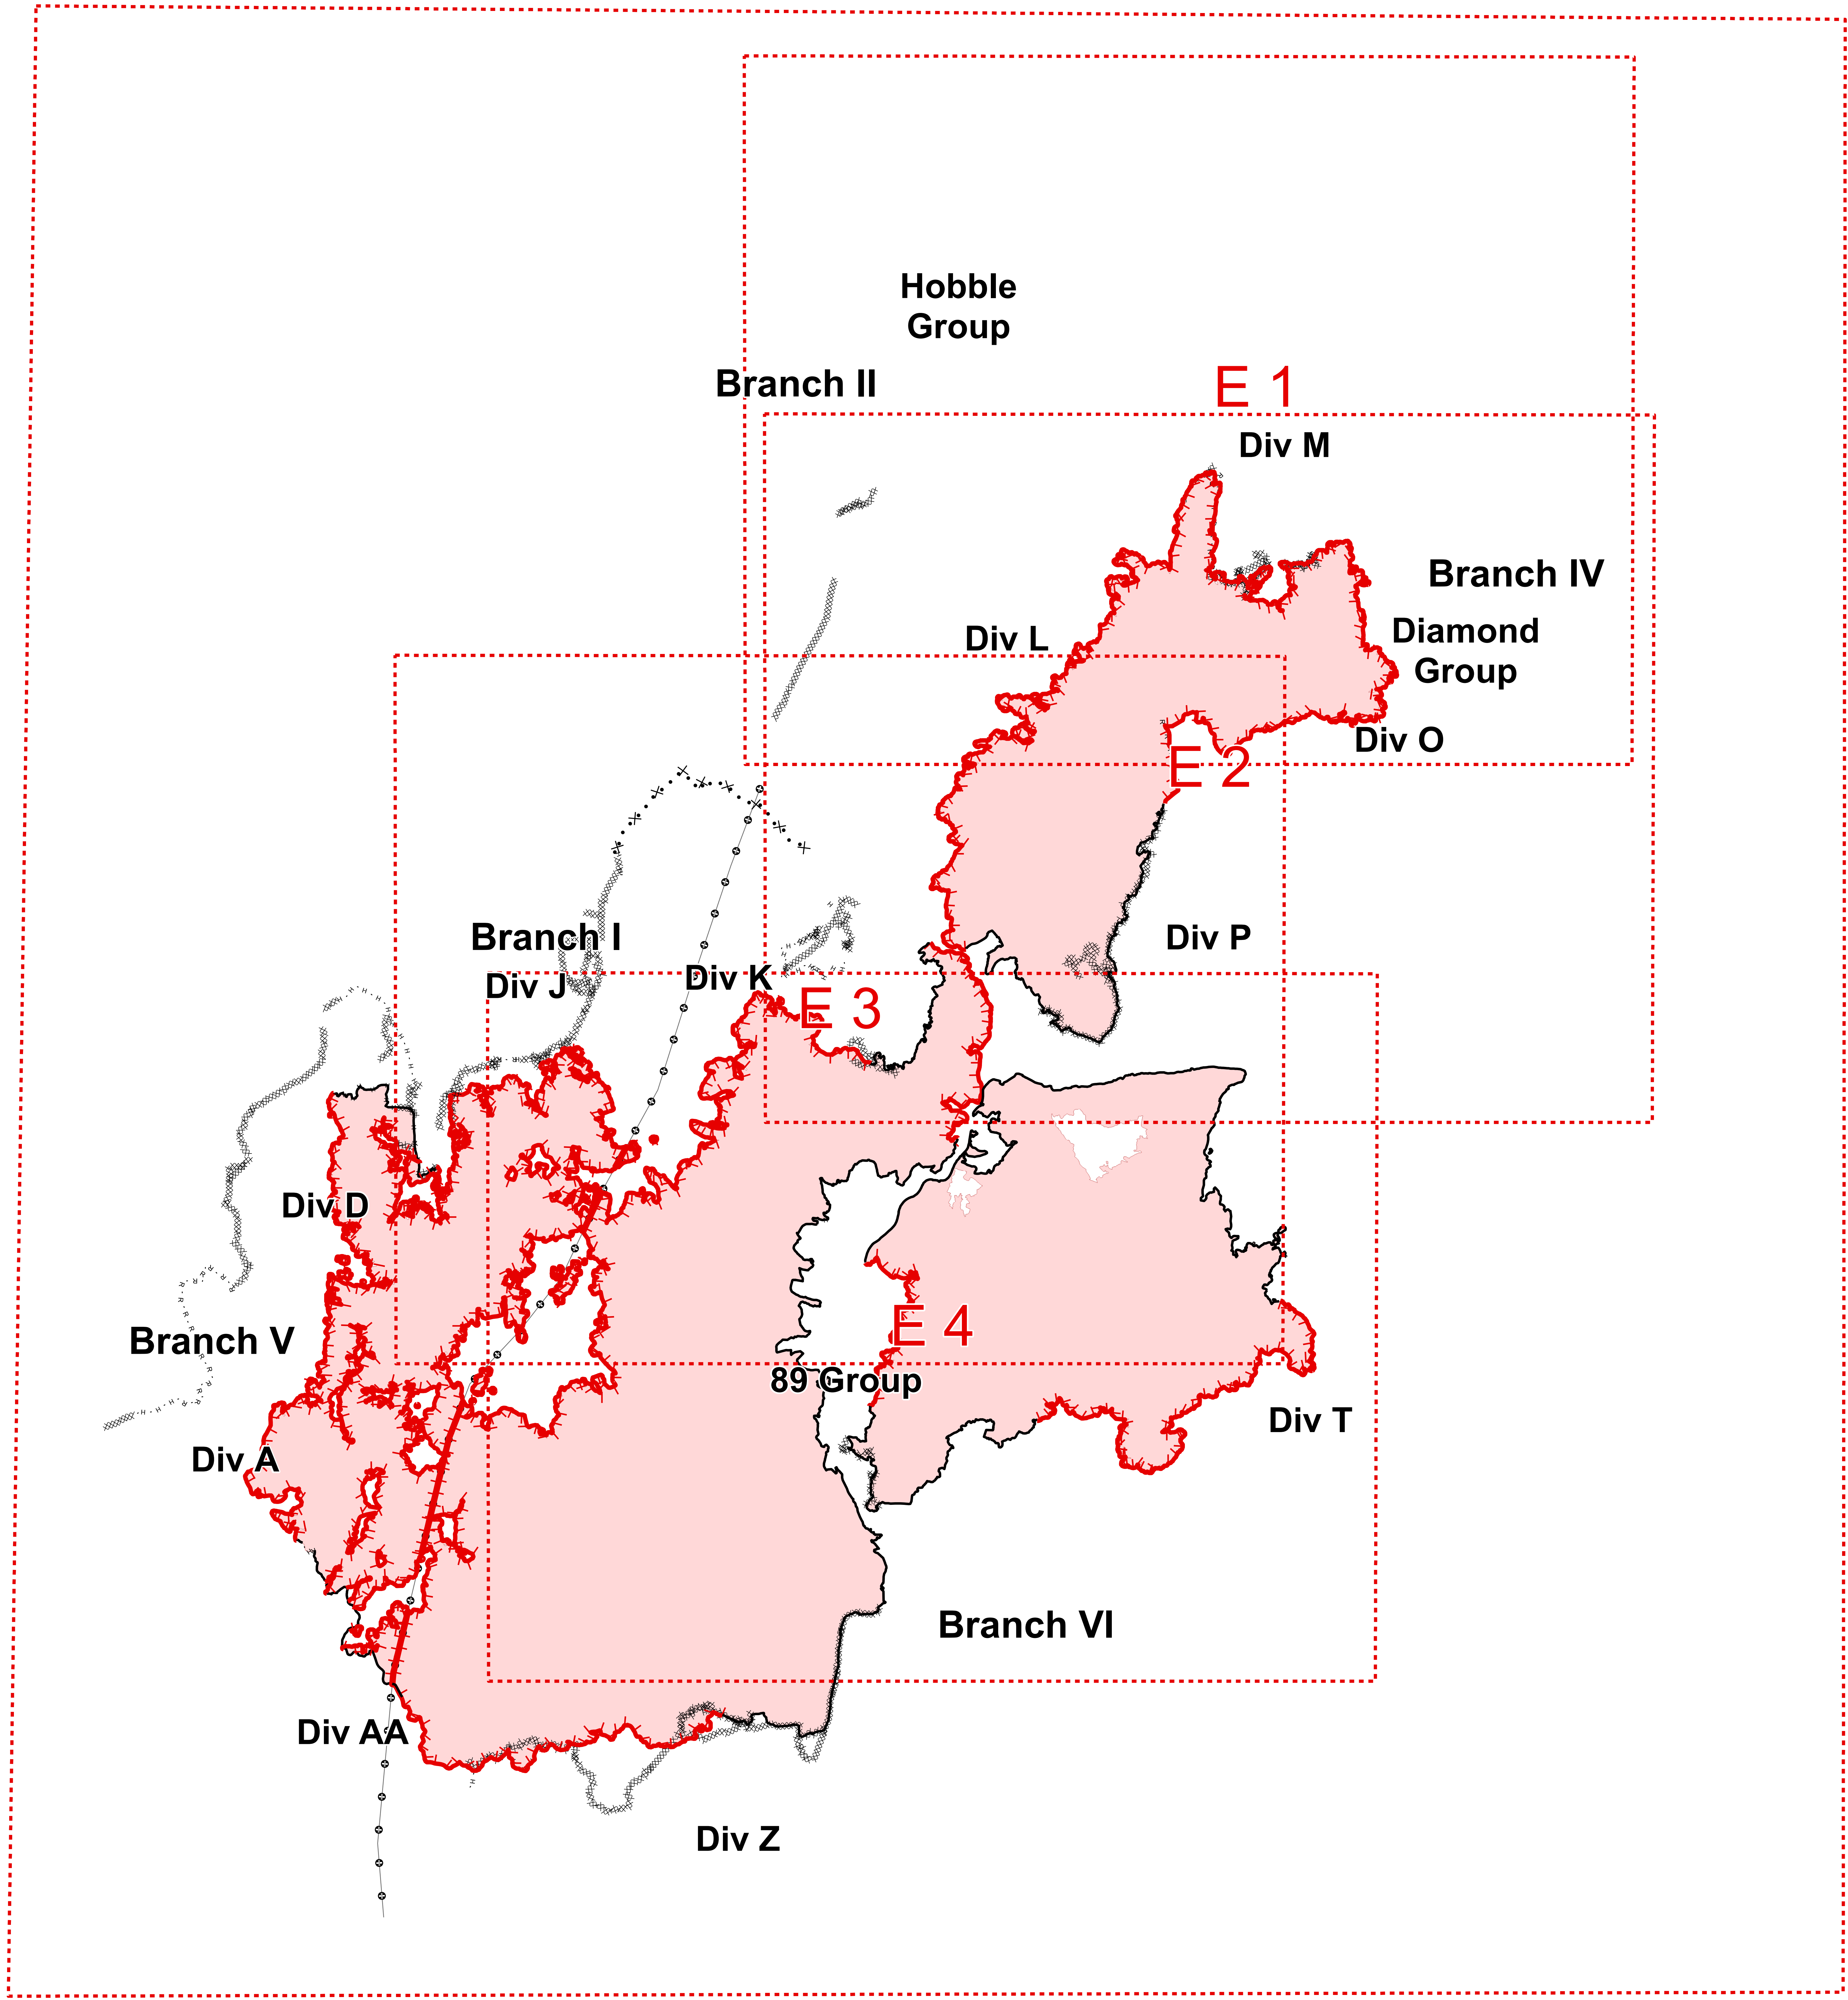 Hobble
Group
E 1
Branch II
Div M
Branch IV
Diamond
Group
Div L
Div O
E 2
Branch I
Div P
Div K
Div J
E 3
Div D
E 4
Branch V
89 Group
Div T
Div A
Branch VI
Div AA
Div Z